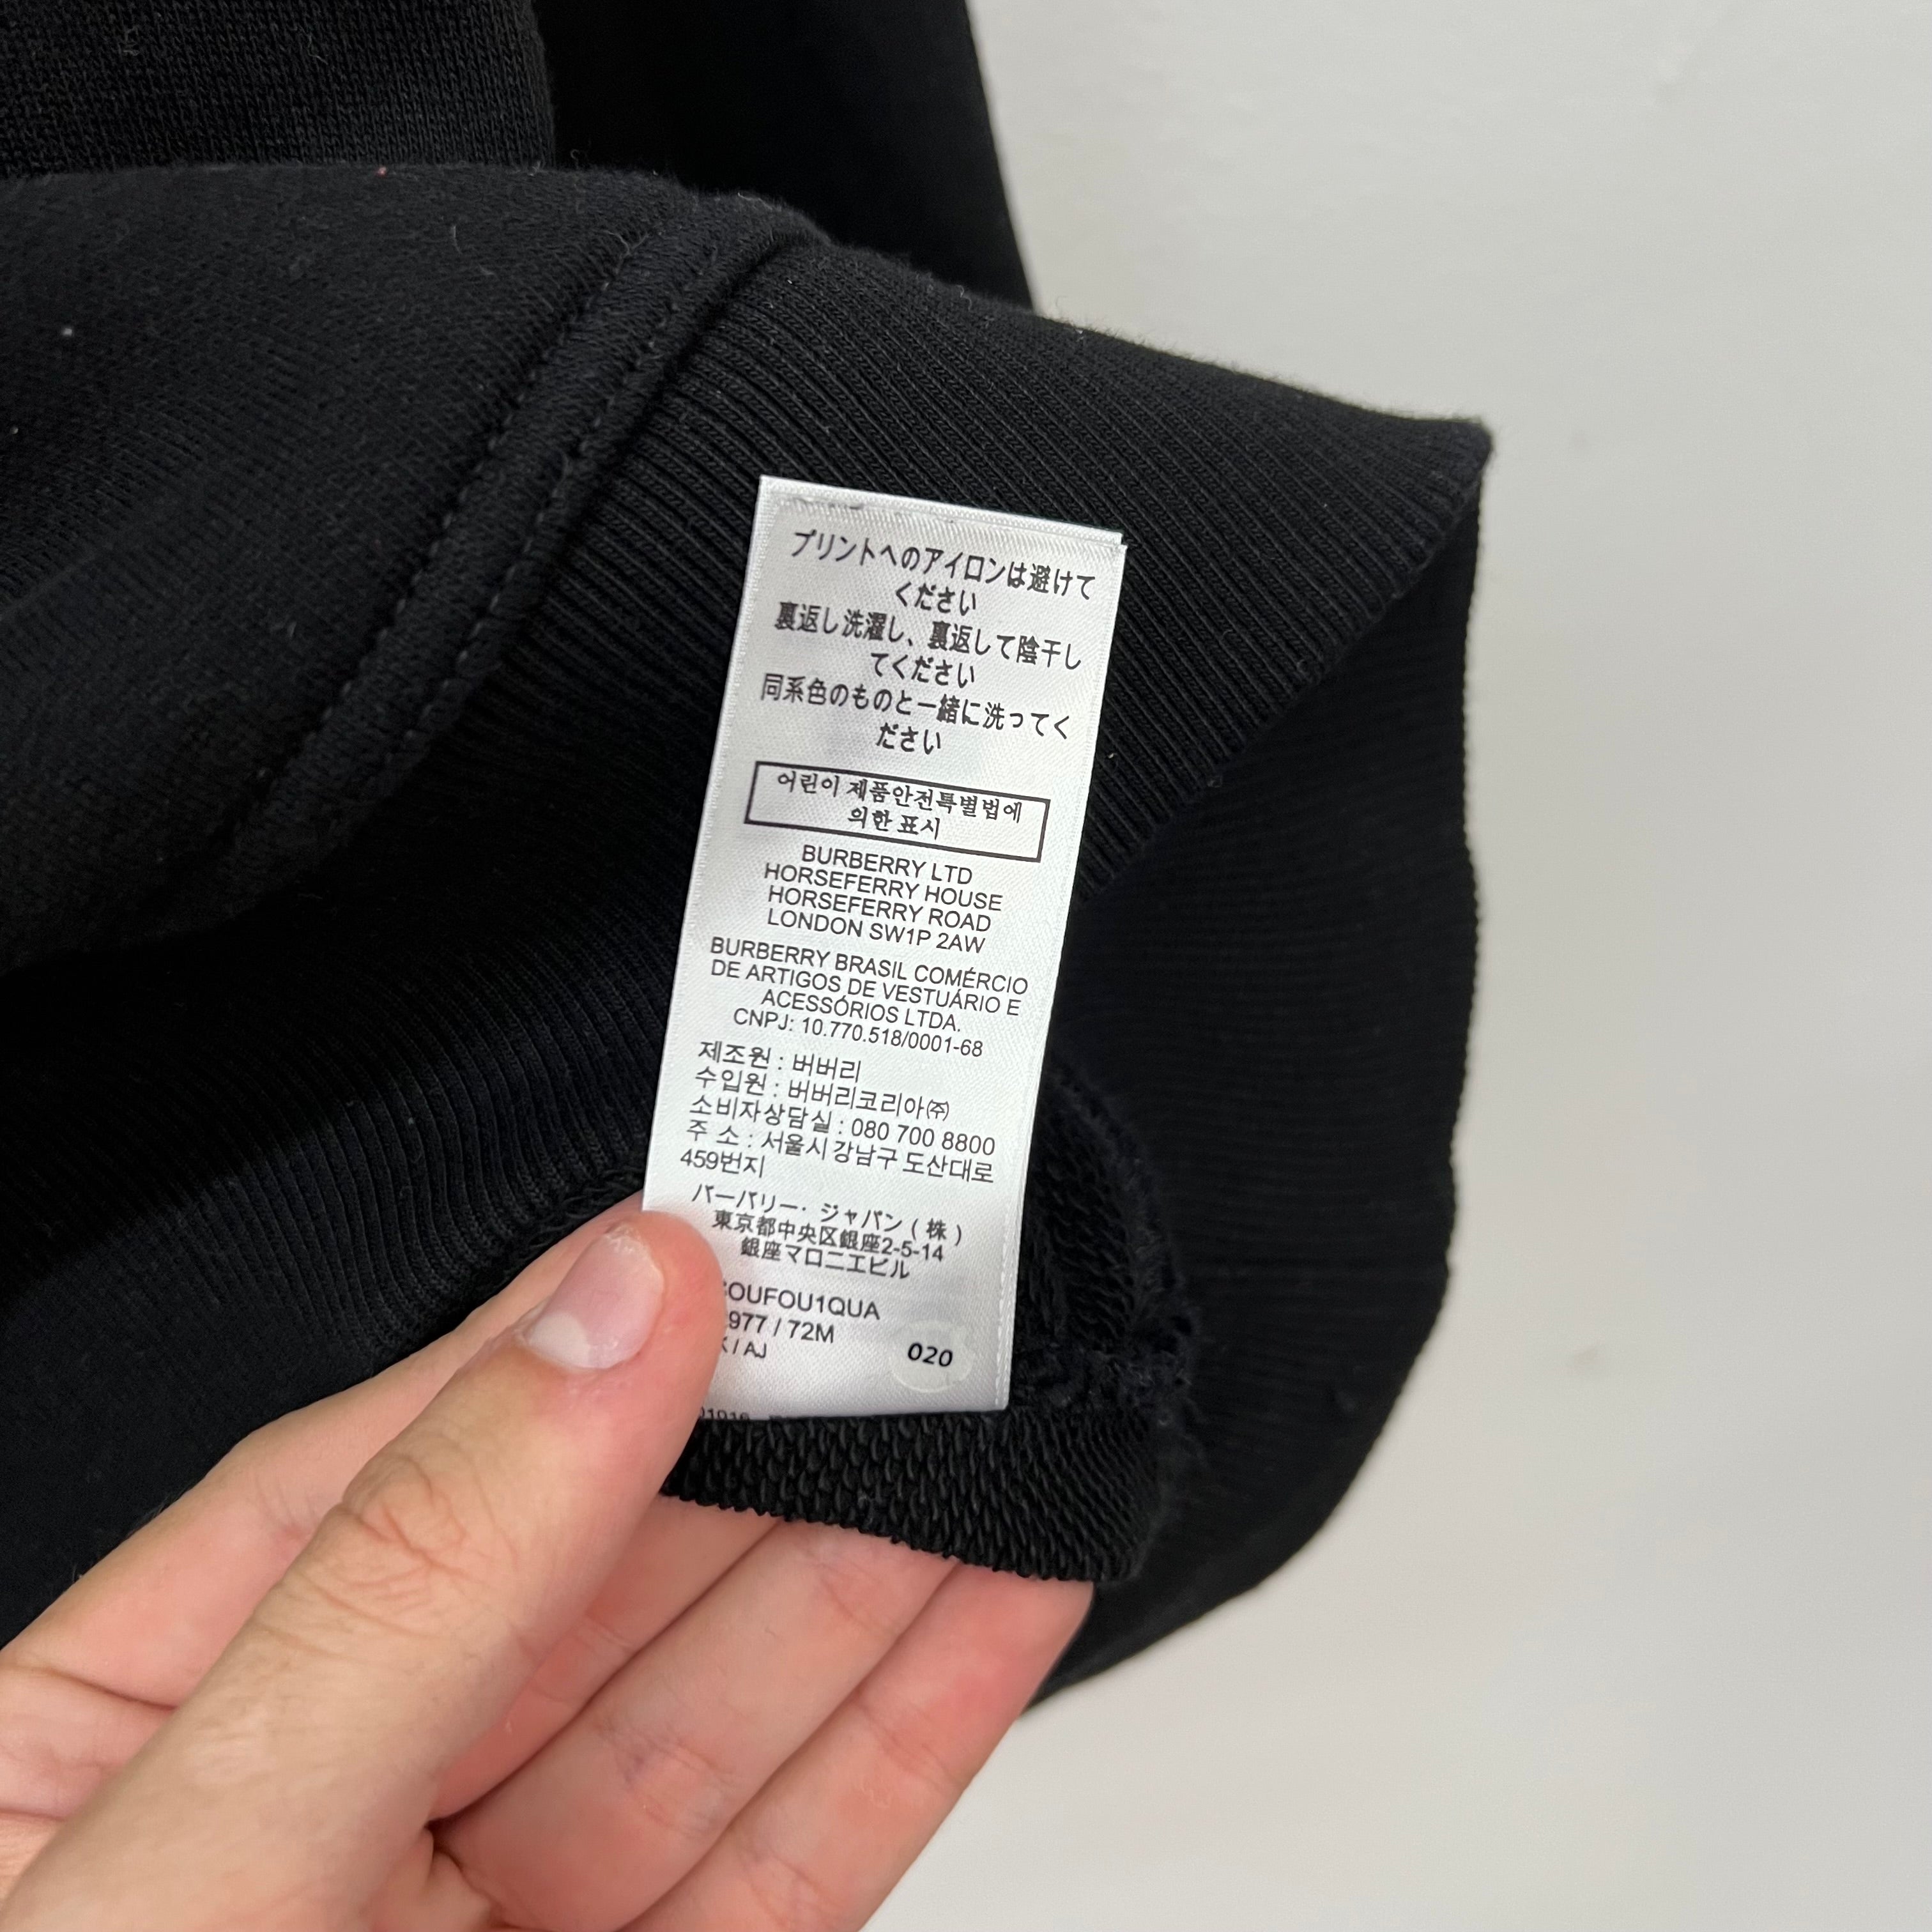 プリントへのアイロンは避けて
ください
裏返し洗濯し、裏返して陰干し
てください
同系色のものと一緒に洗ってく
ださい
어린이 제품안전특별법에
의한 표시
BURBERRY LTD
HORSEFERRY HOUSE
HORSEFERRY ROAD
LONDON SW1P 2AW
BURBERRY BRASIL COMÉRCIO
DE ARTIGOS DE VESTUÁRIO E
ACESSÓRIOS LTDA.
CNPJ: 10.770.518/0001-68
제조원 : 버버리
수입원 : 버버리코리아㈜
소비자상담실 : 080 700 8800
주 소 : 서울시 강남구 도산대로
459번지
バーバリー・ジャパン ( 株 )
東京都中央区銀座2-5-14
銀座マロニエビル
OUFOU1QUA
977 / 72M
/ AJ
020